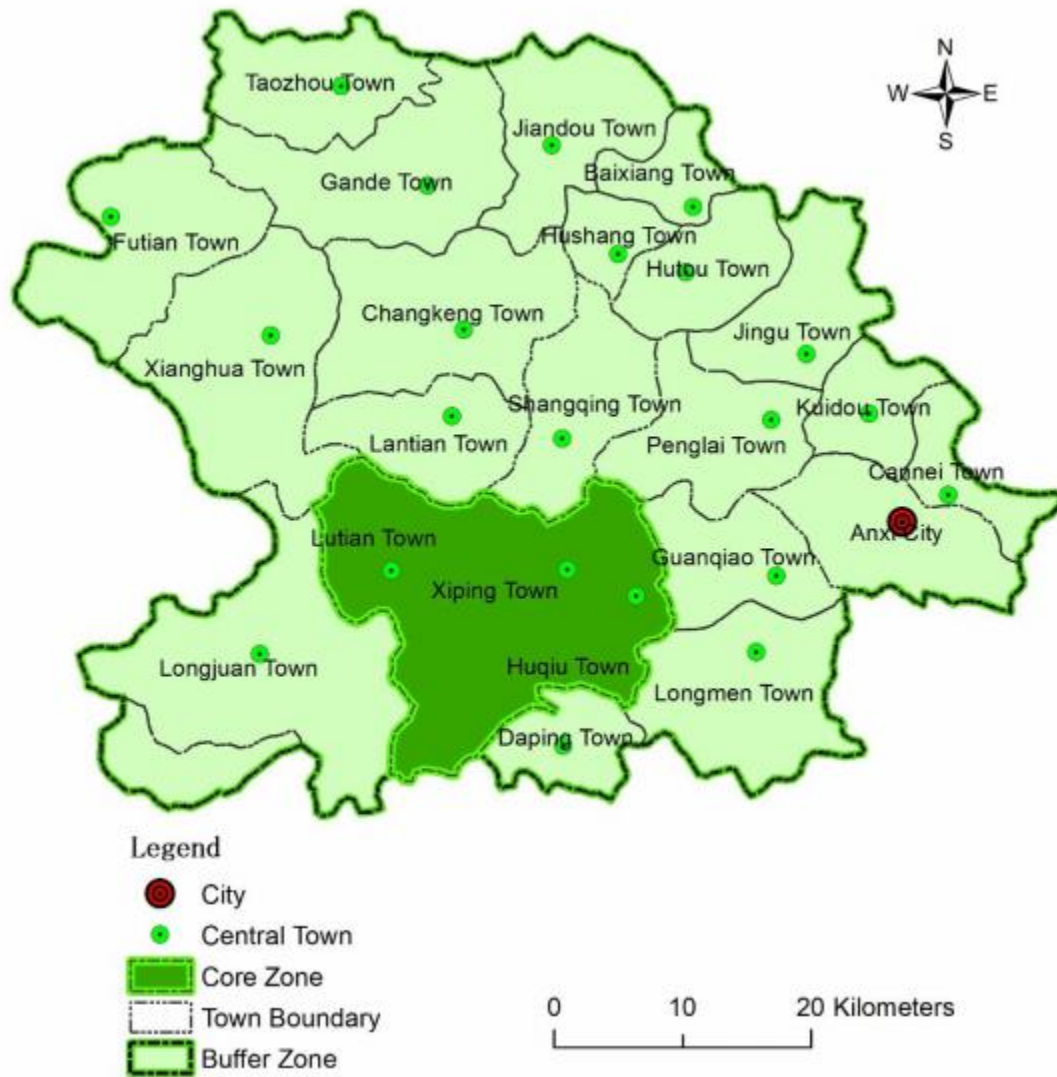 N
Taozhou Town
W E
S
Jiandou Town
Baixiang Town
Gande Town
Futian Town
Hushang Town
Hutou Town
Changkeng Town
Jingu Town
Xianghua Town
Shangqing Town
Kuidou Town
Lantian Town
Penglai Town
Cannei Town
Anxi City
Lutian Town
Guanqiao Town
Xiping Town
Longjuan Town
Huqiu Town
Longmen Town
Daping Town
Legend
City
Central Town
Core Zone
Town Boundary
Buffer Zone
0 10 20 Kilometers